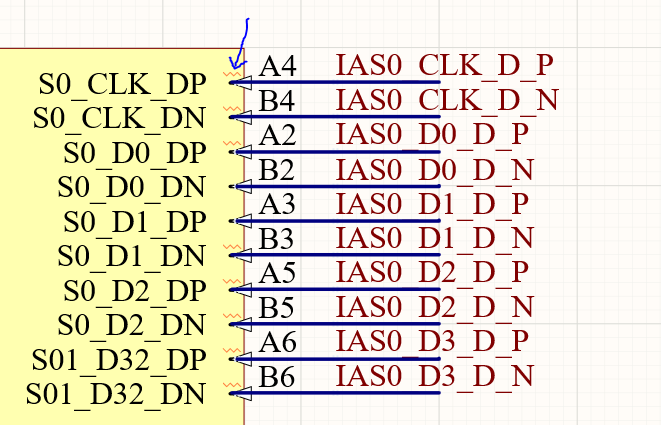 S0_CLK_DP A4 IAS0_CLK_D_P
S0_CLK_DN B4 IAS0_CLK_D_N
S0_D0_DP A2 IAS0_D0_D_P
S0_D0_DN B2 IAS0_D0_D_N
S0_D1_DP A3 IAS0_D1_D_P
S0_D1_DN B3 IAS0_D1_D_N
S0_D2_DP A5 IAS0_D2_D_P
S0_D2_DN B5 IAS0_D2_D_N
S01_D32_DP A6 IAS0_D3_D_P
S01_D32_DN B6 IAS0_D3_D_N